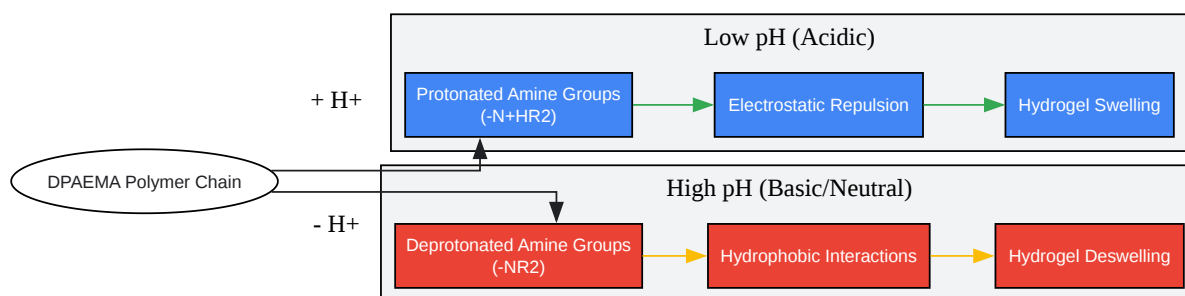 Low pH (Acidic)
+ H+
Protonated Amine Groups
(-N+HR2)
Electrostatic Repulsion
Hydrogel Swelling
DPAEMA Polymer Chain
High pH (Basic/Neutral)
- H+
Deprotonated Amine Groups
(-NR2)
Hydrophobic Interactions
Hydrogel Deswelling